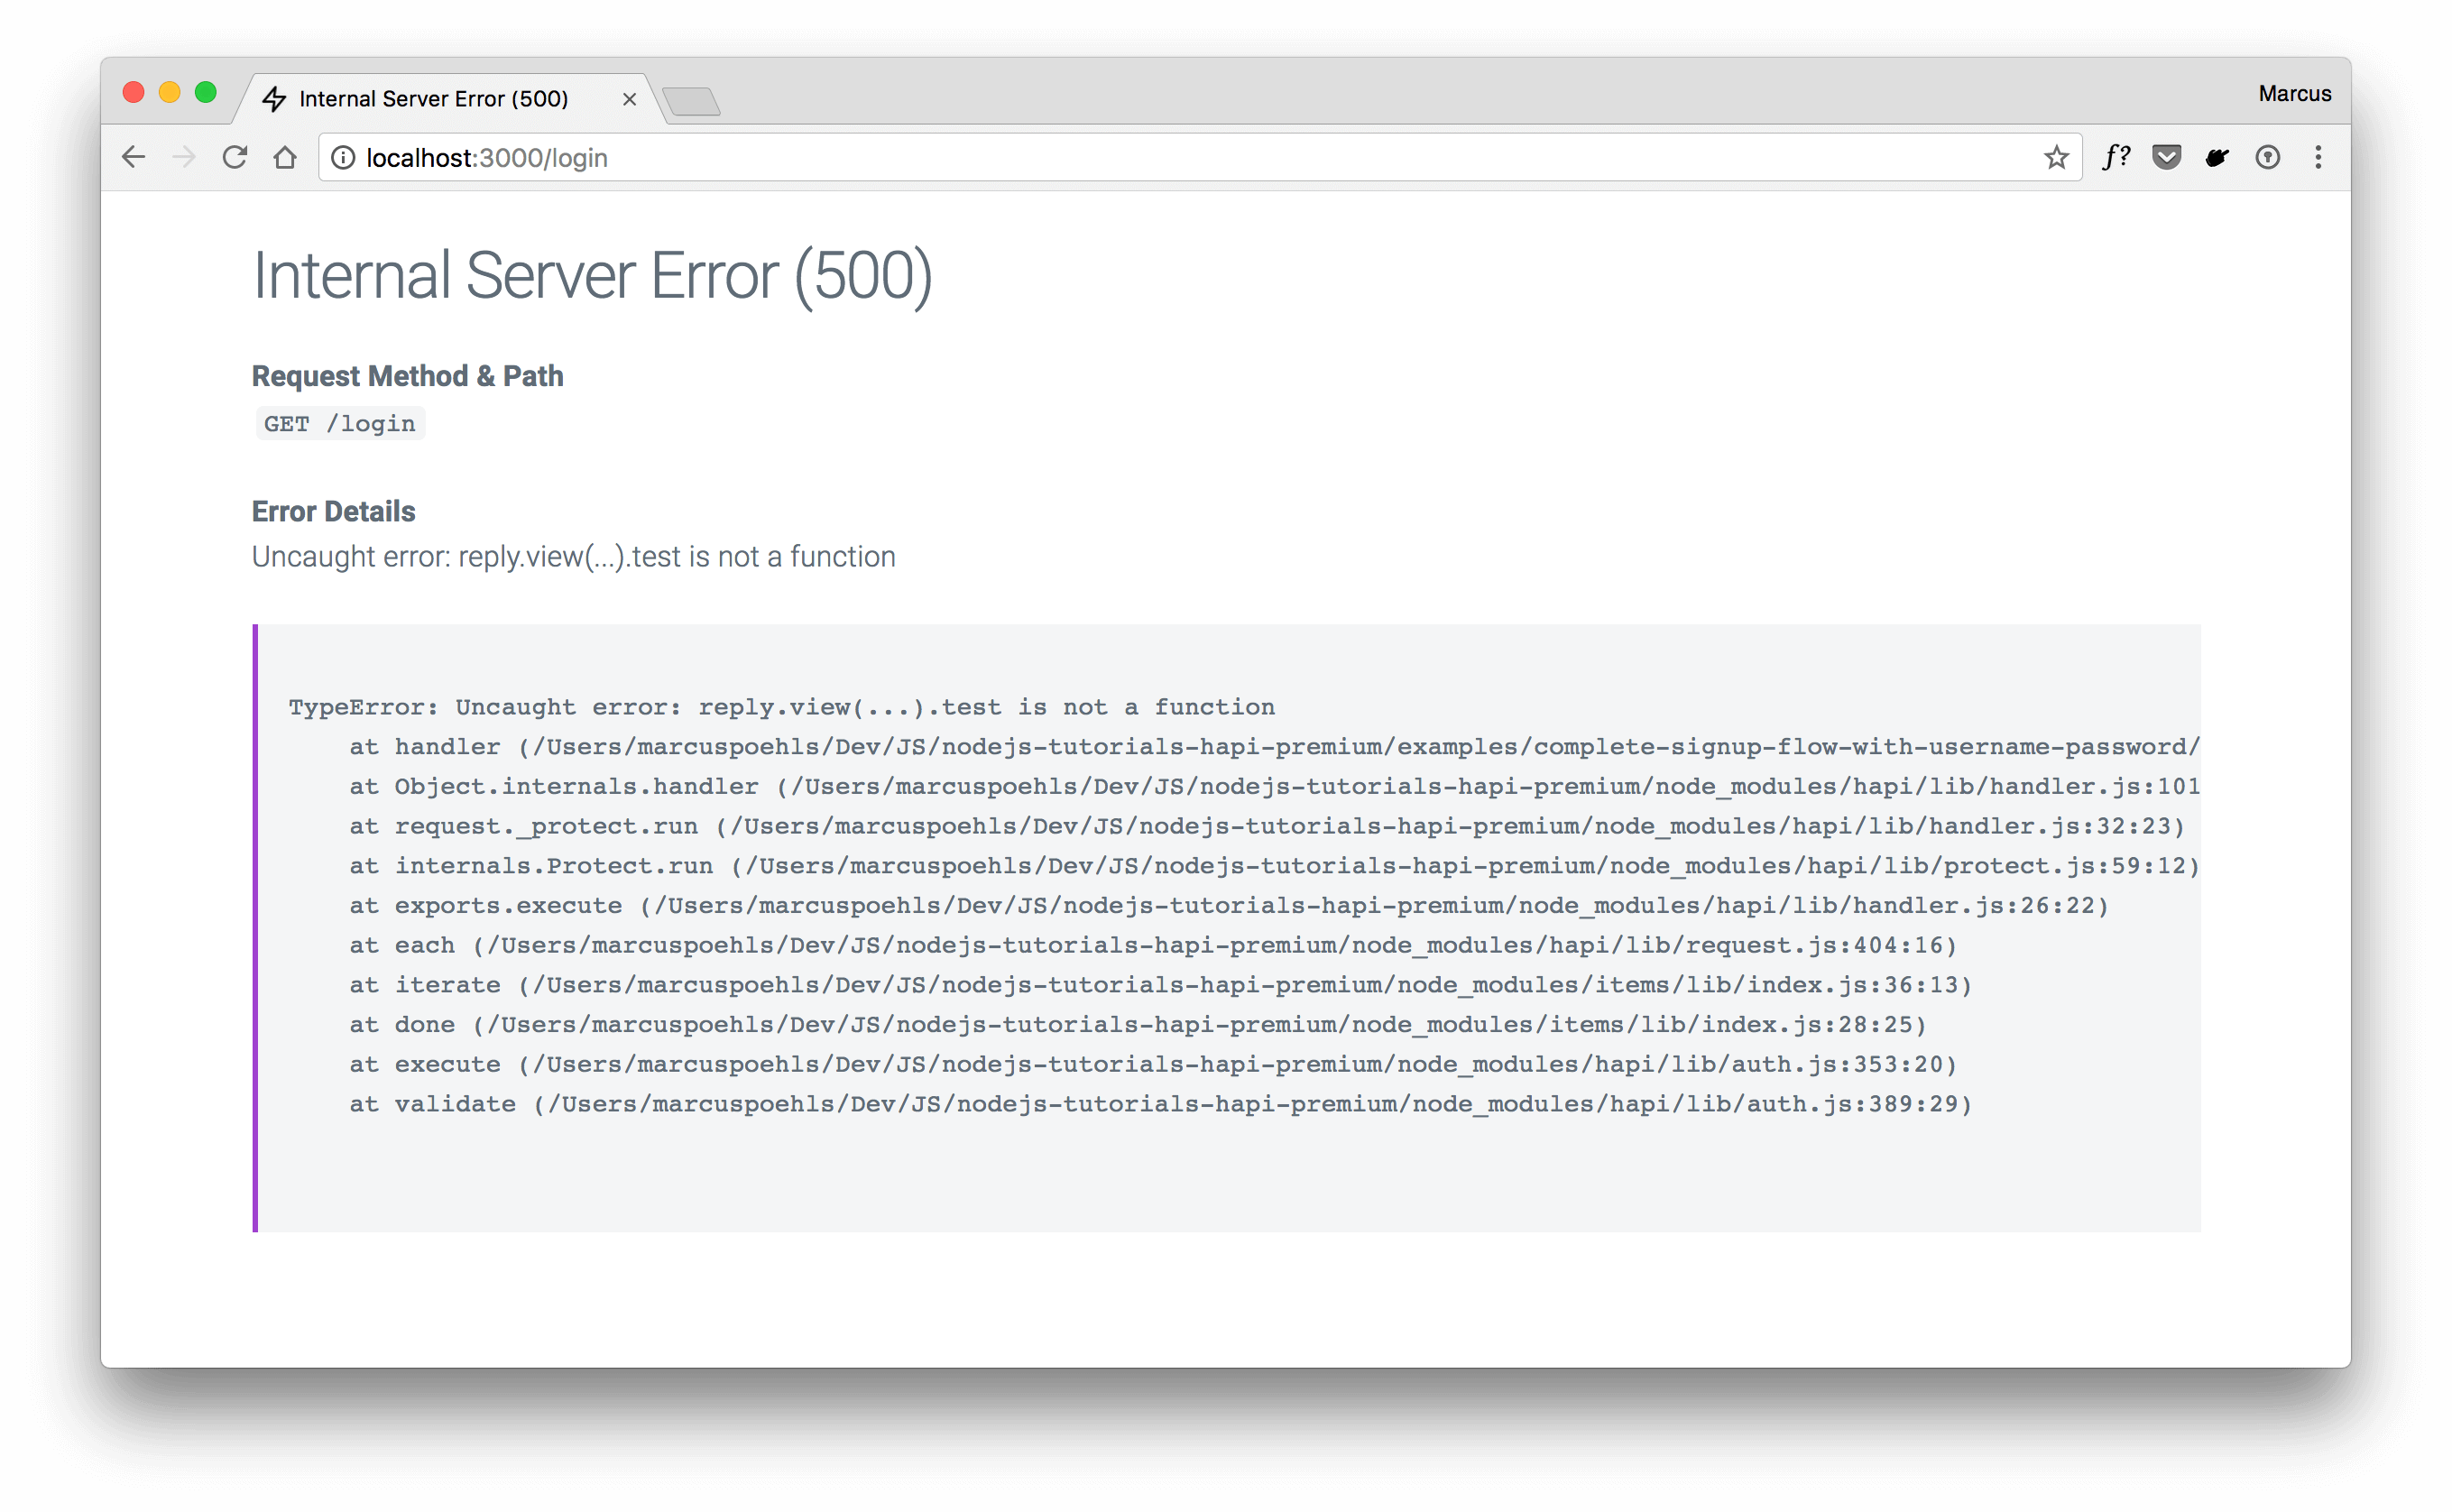 Internal Server Error (500)
Marcus
localhost:3000/login
f?
Internal Server Error (500)
Request Method & Path
GET /login
Error Details
Uncaught error: reply.view(...).test is not a function
TypeError: Uncaught error: reply.view(...).test is not a function
at handler (/Users/marcuspoehls/Dev/JS/nodejs-tutorials-hapi-premium/examples/complete-signup-flow-with-username-password/
at Object.internals.handler (/Users/marcuspoehls/Dev/JS/nodejs-tutorials-hapi-premium/node_modules/hapi/lib/handler.js:101
at request._protect.run (/Users/marcuspoehls/Dev/JS/nodejs-tutorials-hapi-premium/node_modules/hapi/lib/handler.js:32:23)
at internals.Protect.run (/Users/marcuspoehls/Dev/JS/nodejs-tutorials-hapi-premium/node_modules/hapi/lib/protect.js:59:12)
at exports.execute (/Users/marcuspoehls/Dev/JS/nodejs-tutorials-hapi-premium/node_modules/hapi/lib/handler.js:26:22)
at each (/Users/marcuspoehls/Dev/JS/nodejs-tutorials-hapi-premium/node_modules/hapi/lib/request.js:404:16)
at iterate (/Users/marcuspoehls/Dev/JS/nodejs-tutorials-hapi-premium/node_modules/items/lib/index.js:36:13)
at done (/Users/marcuspoehls/Dev/JS/nodejs-tutorials-hapi-premium/node_modules/items/lib/index.js:28:25)
at execute (/Users/marcuspoehls/Dev/JS/nodejs-tutorials-hapi-premium/node_modules/hapi/lib/auth.js:353:20)
at validate (/Users/marcuspoehls/Dev/JS/nodejs-tutorials-hapi-premium/node_modules/hapi/lib/auth.js:389:29)